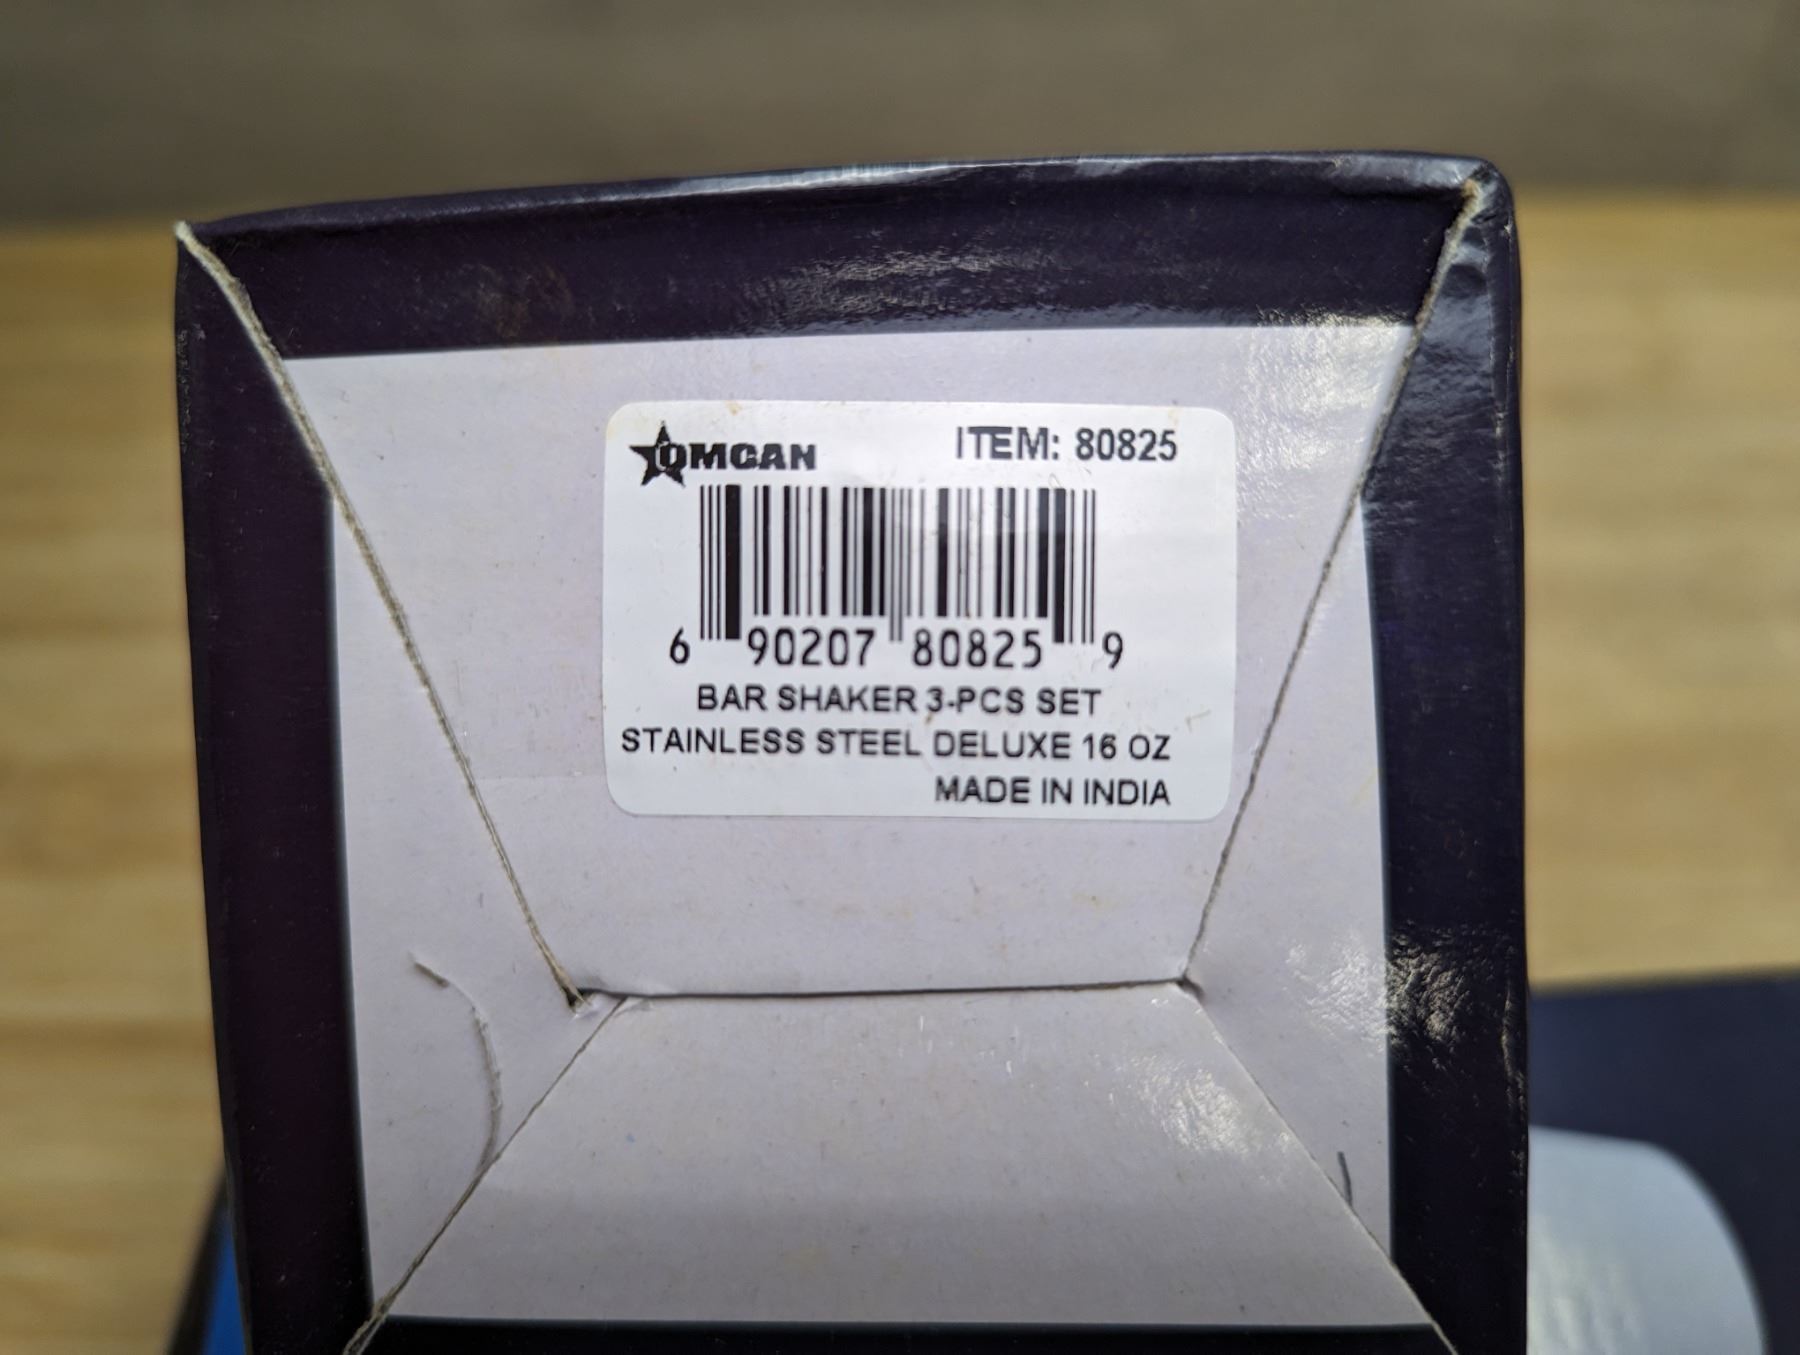 OMCAN ITEM: 80825
6 90207 80825 9
BAR SHAKER 3-PCS SET
STAINLESS STEEL DELUXE 16 OZ
MADE IN INDIA